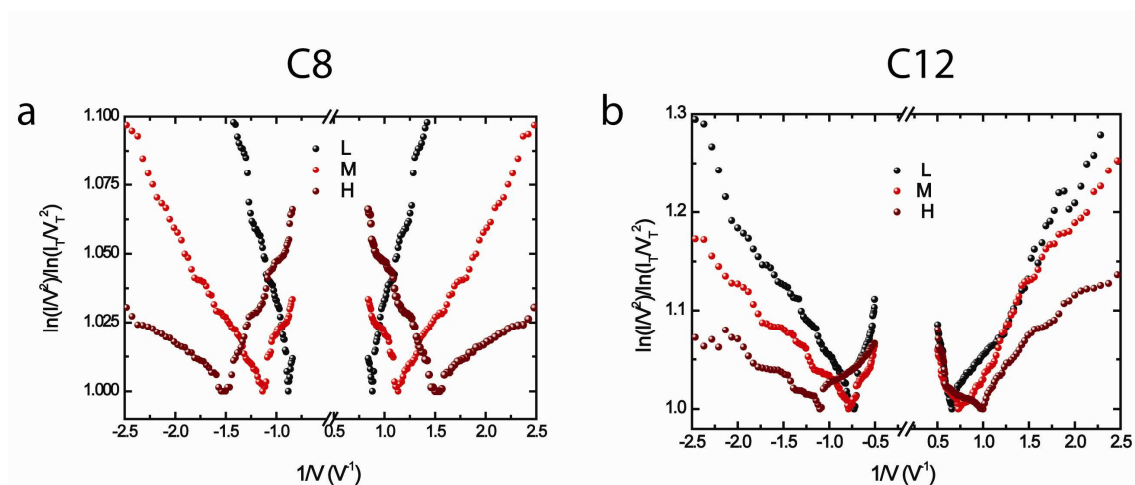 C8
C12
a
b
1.100
1.075
1.050
1.025
1.000
ln(I/V²)/ln(I_T/V_T²)
L
M
H
-2.5 -1.5 -1.0 0.5 1.0 1.5 2.0 2.5
1/V (V⁻¹)
1.3
1.2
1.1
1.0
ln(I/V²)/ln(I_T/V_T²)
L
M
H
-2.5 -2.0 -1.5 -1.0 -0.5 0.5 1.0 1.5 2.0 2.5
1/V (V⁻¹)